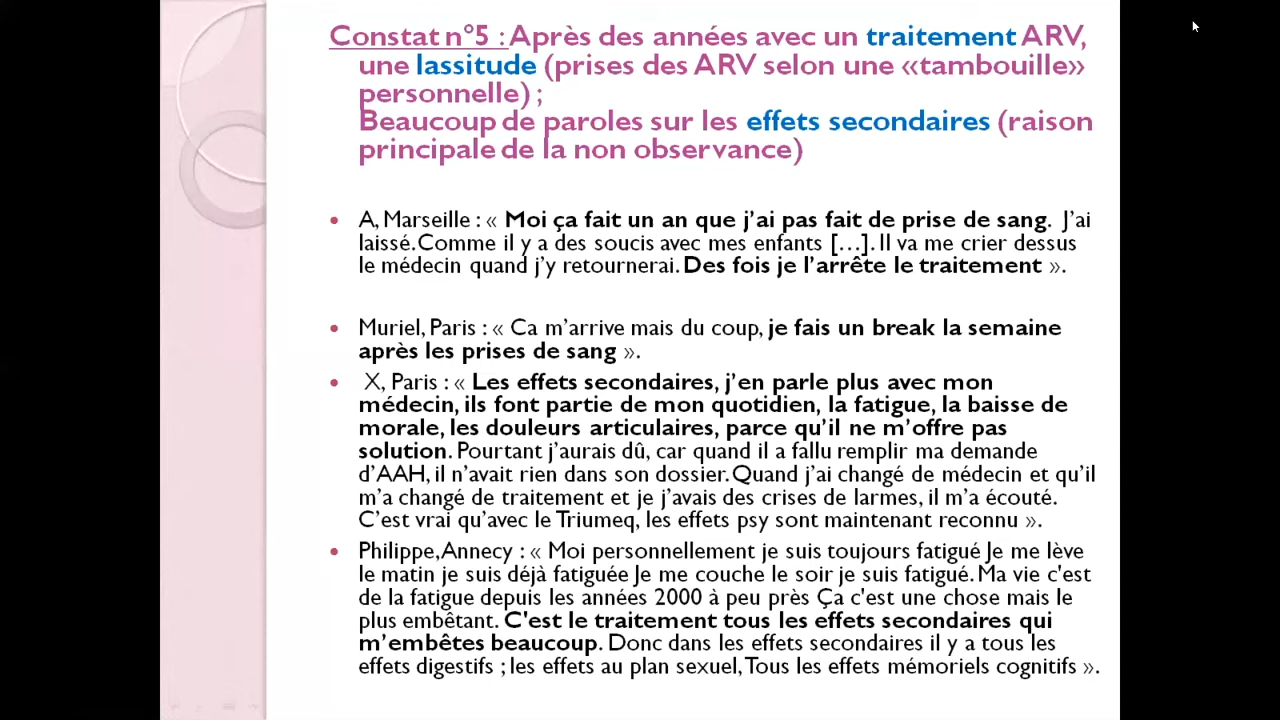 Constat n°5 : Après des années avec un traitement ARV,
une lassitude (prises des ARV selon une «tambouille»
personnelle) ;
Beaucoup de paroles sur les effets secondaires (raison
principale de la non observance)
• A, Marseille : « Moi ça fait un an que j’ai pas fait de prise de sang. J’ai
laissé. Comme il y a des soucis avec mes enfants […]. Il va me crier dessus
le médecin quand j’y retournerai. Des fois je l’arrête le traitement ».
• Muriel, Paris : « Ca m’arrive mais du coup, je fais un break la semaine
après les prises de sang ».
• X, Paris : « Les effets secondaires, j’en parle plus avec mon
médecin, ils font partie de mon quotidien, la fatigue, la baisse de
morale, les douleurs articulaires, parce qu’il ne m’offre pas
solution. Pourtant j’aurais dû, car quand il a fallu remplir ma demande
d’AAH, il n’avait rien dans son dossier. Quand j’ai changé de médecin et qu’il
m’a changé de traitement et je j’avais des crises de larmes, il m’a écouté.
C’est vrai qu’avec le Triumeq, les effets psy sont maintenant reconnu ».
• Philippe, Annecy : « Moi personnellement je suis toujours fatigué Je me lève
le matin je suis déjà fatiguée Je me couche le soir je suis fatigué. Ma vie c'est
de la fatigue depuis les années 2000 à peu près Ça c'est une chose mais le
plus embêtant. C'est le traitement tous les effets secondaires qui
m’embêtes beaucoup. Donc dans les effets secondaires il y a tous les
effets digestifs ; les effets au plan sexuel, Tous les effets mémoriels cognitifs ».